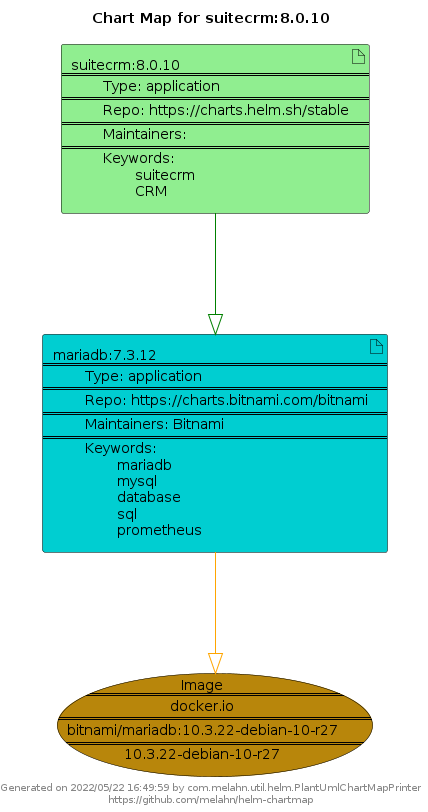 Chart Map for suitecrm:8.0.10
suitecrm:8.0.10
Type: application
Repo: https://charts.helm.sh/stable
Maintainers:
Keywords:
suitecrm
CRM
mariadb:7.3.12
Type: application
Repo: https://charts.bitnami.com/bitnami
Maintainers: Bitnami
Keywords:
mariadb
mysql
database
sql
prometheus
Image
docker.io
bitnami/mariadb:10.3.22-debian-10-r27
10.3.22-debian-10-r27
Generated on 2022/05/22 16:49:59 by com.melahn.util.helm.PlantUmlChartMapPrinter
https://github.com/melahn/helm-chartmap